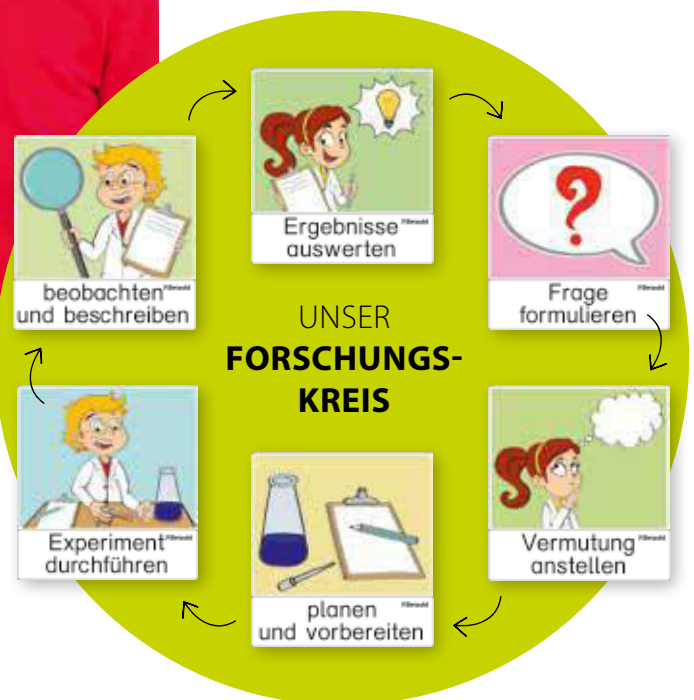 Ergebnisse
auswerten
Frage
formulieren
Vermutung
anstellen
planen
und vorbereiten
Experiment
durchführen
beobachten
und beschreiben
UNSER
FORSCHUNGS-
KREIS
?